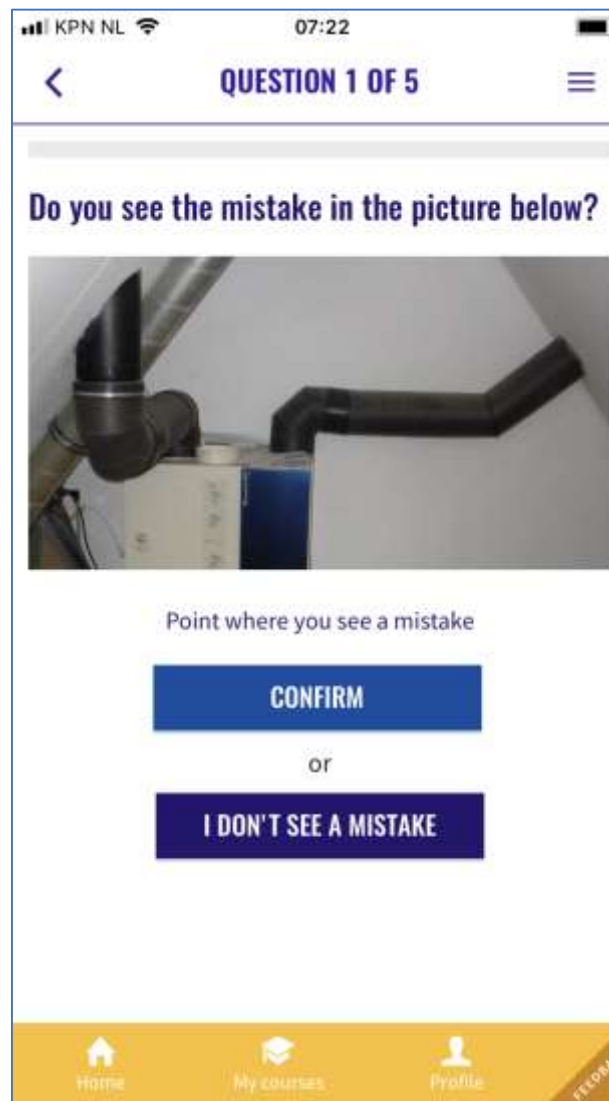 KPN NL
07:22
QUESTION 1 OF 5
Do you see the mistake in the picture below?
Point where you see a mistake
CONFIRM
or
I DON'T SEE A MISTAKE
Home
My courses
Profile